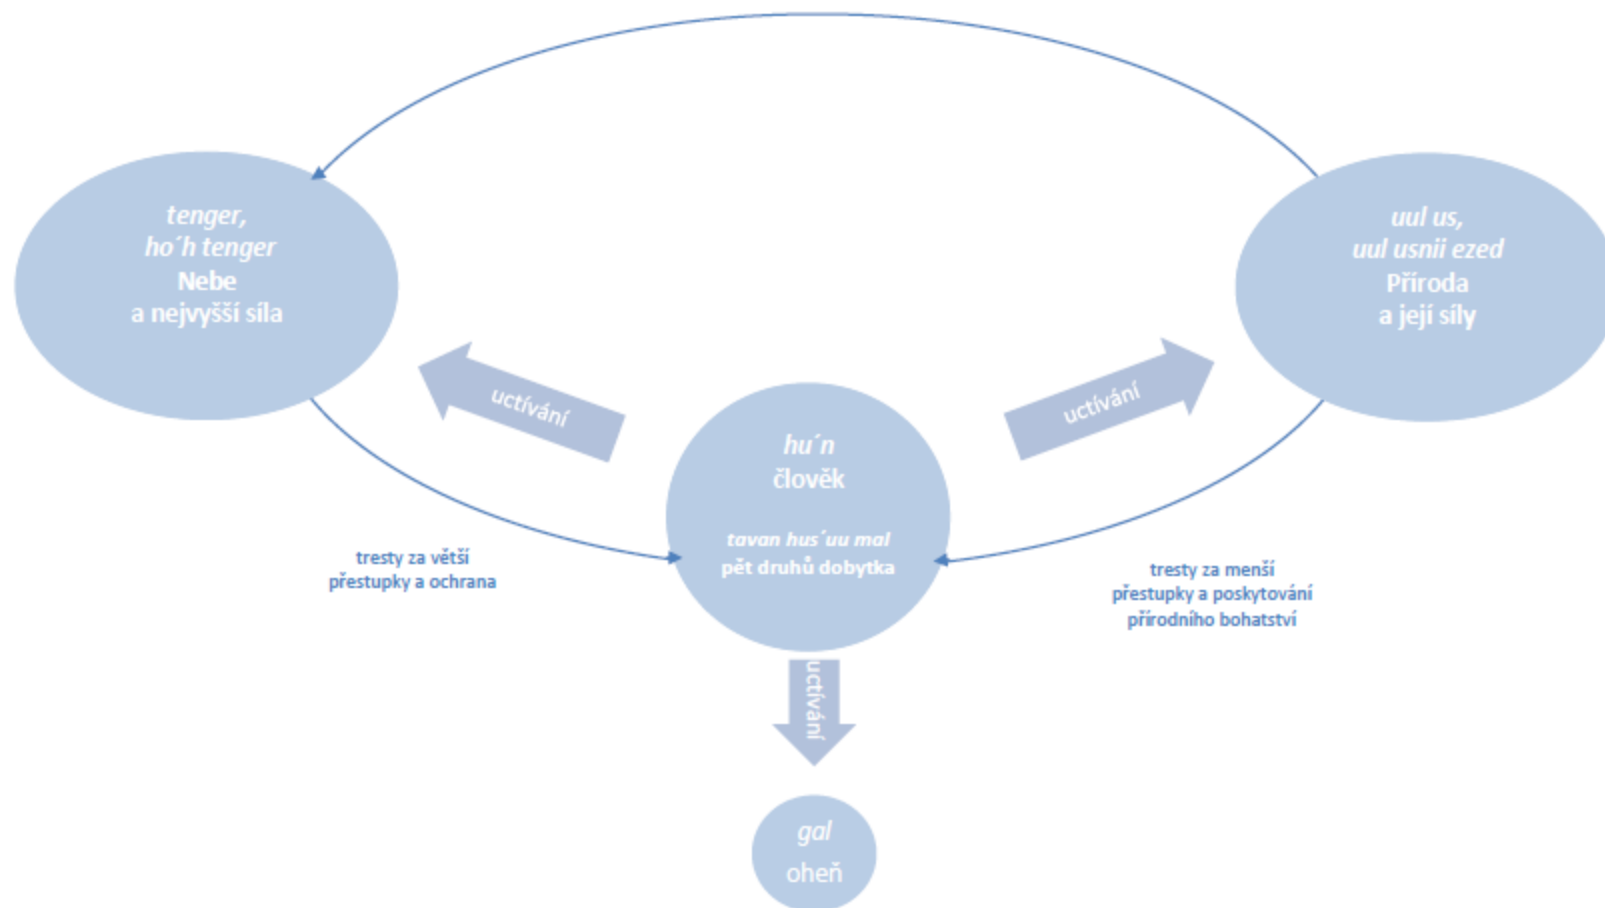 tenger,
ho´h tenger
Nebe
a nejvyšší síla
uul us,
uul usnii ezed
Příroda
a její síly
uctívání
uctívání
hu´n
člověk
tavan hus´uu mal
pět druhů dobytka
tresty za větší
přestupky a ochrana
tresty za menší
přestupky a poskytování
přírodního bohatství
uctívání
gal
oheň